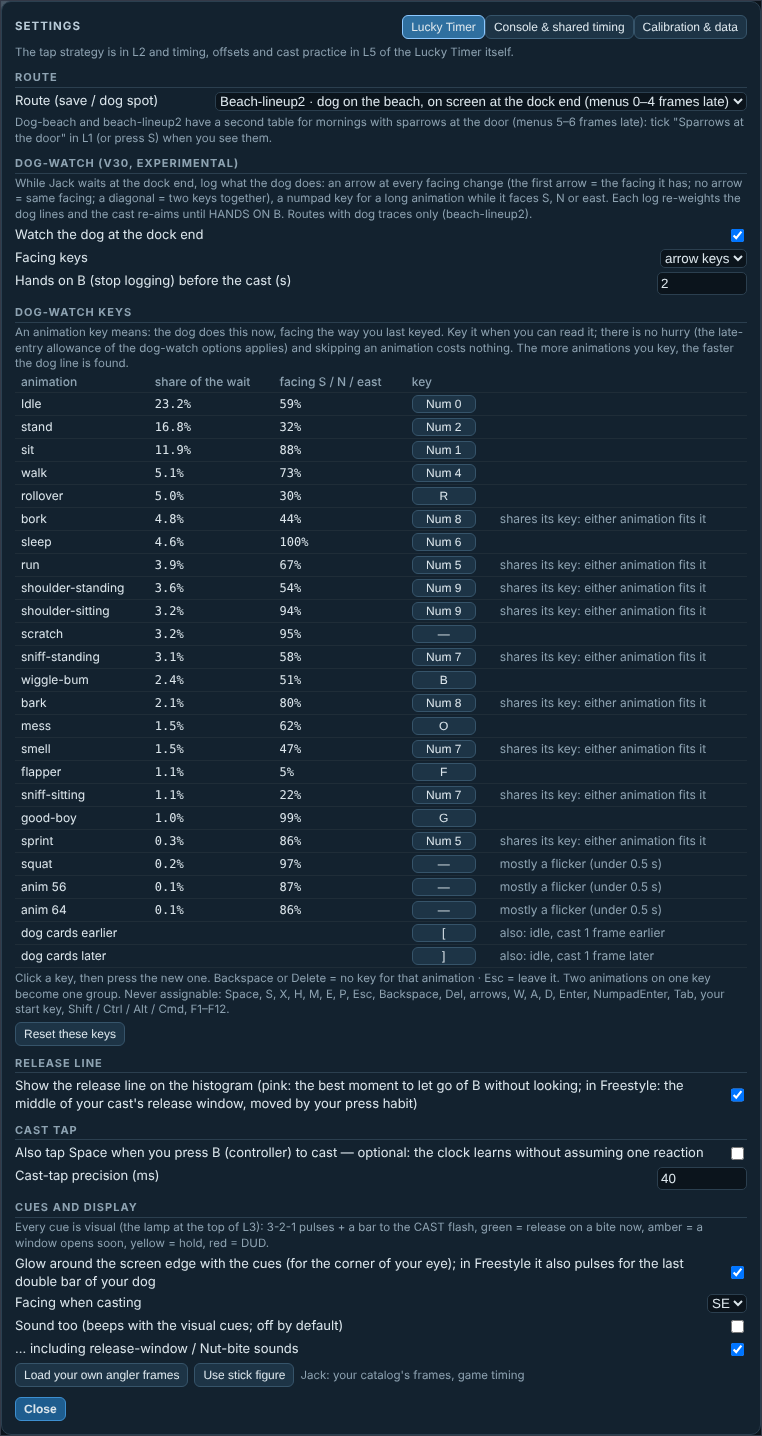 SETTINGS
Lucky Timer
Console & shared timing
Calibration & data
The tap strategy is in L2 and timing, offsets and cast practice in L5 of the Lucky Timer itself.
ROUTE
Route (save / dog spot)
Beach-lineup2 · dog on the beach, on screen at the dock end (menus 0–4 frames late)
Dog-beach and beach-lineup2 have a second table for mornings with sparrows at the door (menus 5–6 frames late): tick "Sparrows at
the door" in L1 (or press S) when you see them.
DOG-WATCH (V30, EXPERIMENTAL)
While Jack waits at the dock end, log what the dog does: an arrow at every facing change (the first arrow = the facing it has; no arrow
= same facing; a diagonal = two keys together), a numpad key for a long animation while it faces S, N or east. Each log re-weights the
dog lines and the cast re-aims until HANDS ON B. Routes with dog traces only (beach-lineup2).
Watch the dog at the dock end
Facing keys
arrow keys
Hands on B (stop logging) before the cast (s)
2
DOG-WATCH KEYS
An animation key means: the dog does this now, facing the way you last keyed. Key it when you can read it; there is no hurry (the late-
entry allowance of the dog-watch options applies) and skipping an animation costs nothing. The more animations you key, the faster
the dog line is found.
animation share of the wait facing S / N / east key
Idle 23.2% 59% Num 0
stand 16.8% 32% Num 2
sit 11.9% 88% Num 1
walk 5.1% 73% Num 4
rollover 5.0% 30% R
bork 4.8% 44% Num 8 shares its key: either animation fits it
sleep 4.6% 100% Num 6
run 3.9% 67% Num 5 shares its key: either animation fits it
shoulder-standing 3.6% 54% Num 9 shares its key: either animation fits it
shoulder-sitting 3.2% 94% Num 9 shares its key: either animation fits it
scratch 3.2% 95% —
sniff-standing 3.1% 58% Num 7 shares its key: either animation fits it
wiggle-bum 2.4% 51% B
bark 2.1% 80% Num 8 shares its key: either animation fits it
mess 1.5% 62% O
smell 1.5% 47% Num 7 shares its key: either animation fits it
flapper 1.1% 5% F
sniff-sitting 1.1% 22% Num 7 shares its key: either animation fits it
good-boy 1.0% 99% G
sprint 0.3% 86% Num 5 shares its key: either animation fits it
squat 0.2% 97% — mostly a flicker (under 0.5 s)
anim 56 0.1% 87% — mostly a flicker (under 0.5 s)
anim 64 0.1% 86% — mostly a flicker (under 0.5 s)
dog cards earlier [ also: idle, cast 1 frame earlier
dog cards later ] also: idle, cast 1 frame later
Click a key, then press the new one. Backspace or Delete = no key for that animation · Esc = leave it. Two animations on one key
become one group. Never assignable: Space, S, X, H, M, E, P, Esc, Backspace, Del, arrows, W, A, D, Enter, NumpadEnter, Tab, your
start key, Shift / Ctrl / Alt / Cmd, F1–F12.
Reset these keys
RELEASE LINE
Show the release line on the histogram (pink: the best moment to let go of B without looking; in Freestyle: the
middle of your cast's release window, moved by your press habit)
CAST TAP
Also tap Space when you press B (controller) to cast — optional: the clock learns without assuming one reaction
Cast-tap precision (ms)
40
CUES AND DISPLAY
Every cue is visual (the lamp at the top of L3): 3-2-1 pulses + a bar to the CAST flash, green = release on a bite now, amber = a
window opens soon, yellow = hold, red = DUD.
Glow around the screen edge with the cues (for the corner of your eye); in Freestyle it also pulses for the last
double bar of your dog
Facing when casting
SE
Sound too (beeps with the visual cues; off by default)
... including release-window / Nut-bite sounds
Load your own angler frames
Use stick figure
Jack: your catalog's frames, game timing
Close